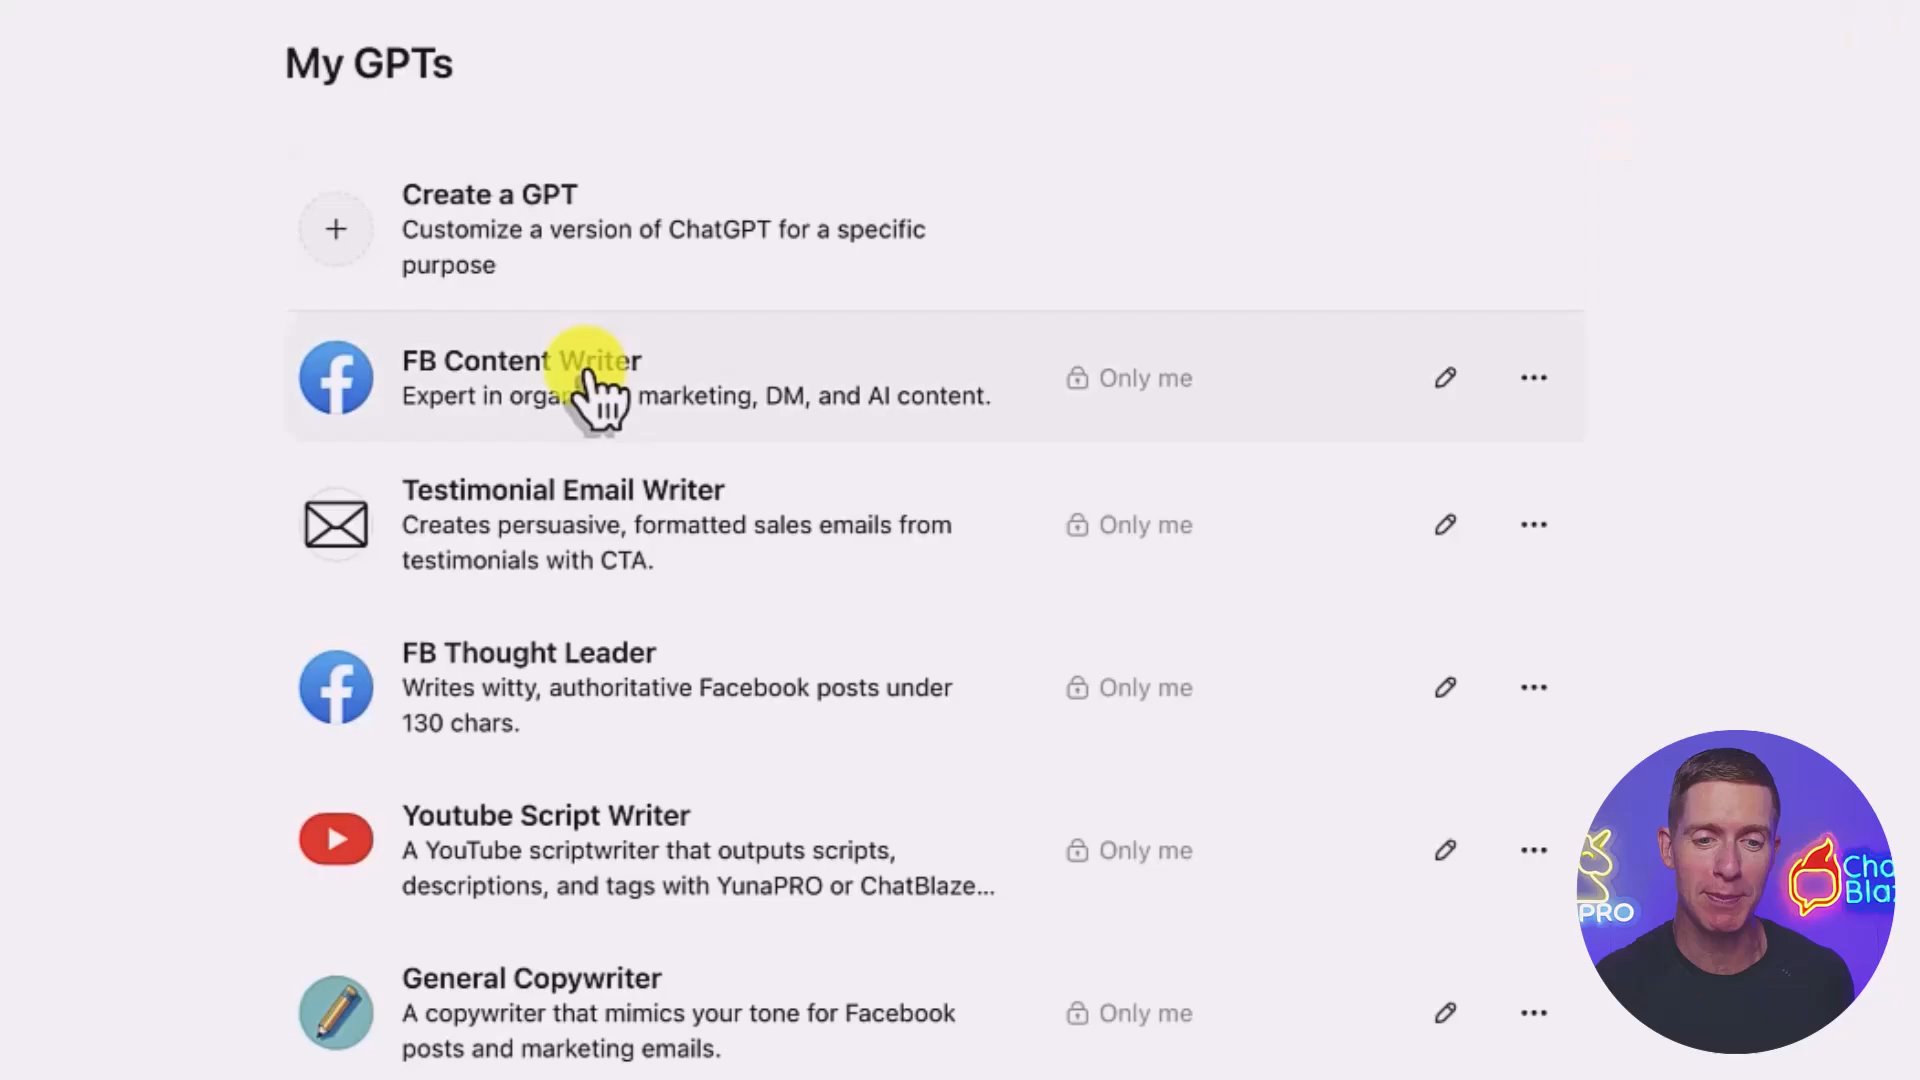 My GPTs
Create a GPT
Customize a version of ChatGPT for a specific
purpose
FB Content Writer
Expert in marketing, DM, and AI content.
Only me
Testimonial Email Writer
Creates persuasive, formatted sales emails from
testimonials with CTA.
Only me
FB Thought Leader
Writes witty, authoritative Facebook posts under
130 chars.
Only me
Youtube Script Writer
A YouTube scriptwriter that outputs scripts,
descriptions, and tags with YunaPRO or ChatBlaze...
Only me
General Copywriter
A copywriter that mimics your tone for Facebook
posts and marketing emails.
Only me
PRO